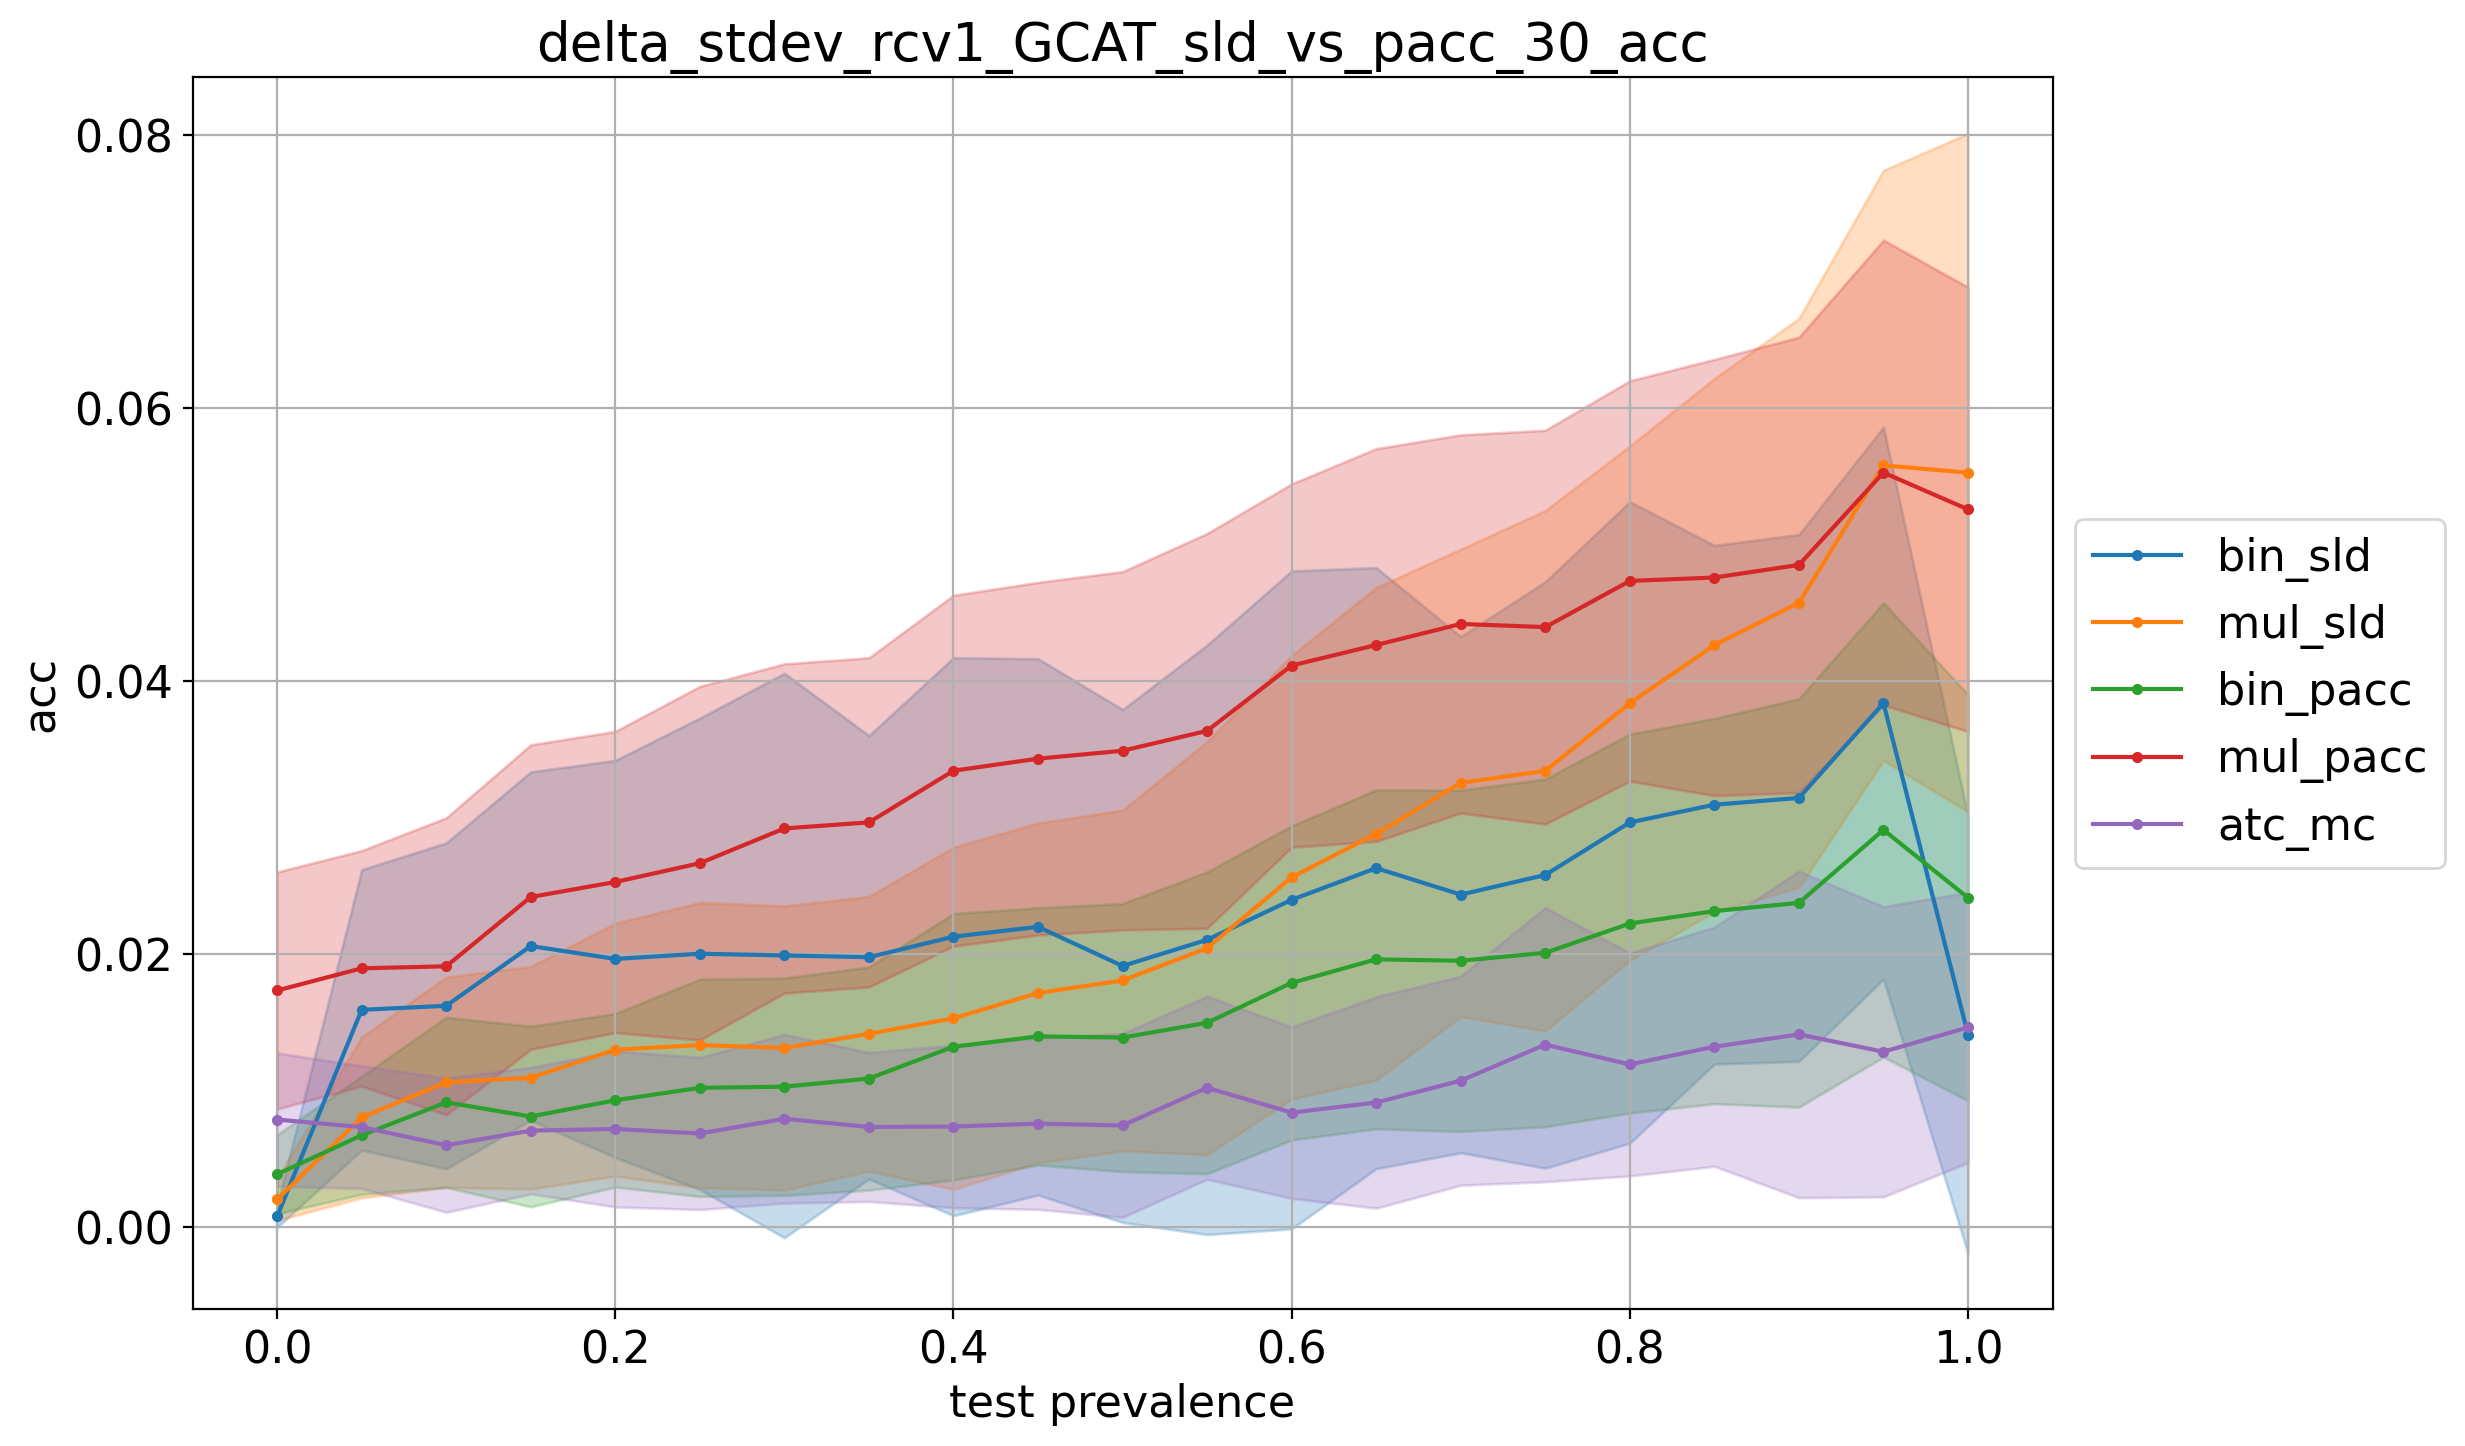 delta_stdev_rcv1_GCAT_sld_vs_pacc_30_acc
0.08
0.06
0.04
0.02
0.00
acc
0.0 0.2 0.4 0.6 0.8 1.0
test prevalence
bin_sld
mul_sld
bin_pacc
mul_pacc
atc_mc